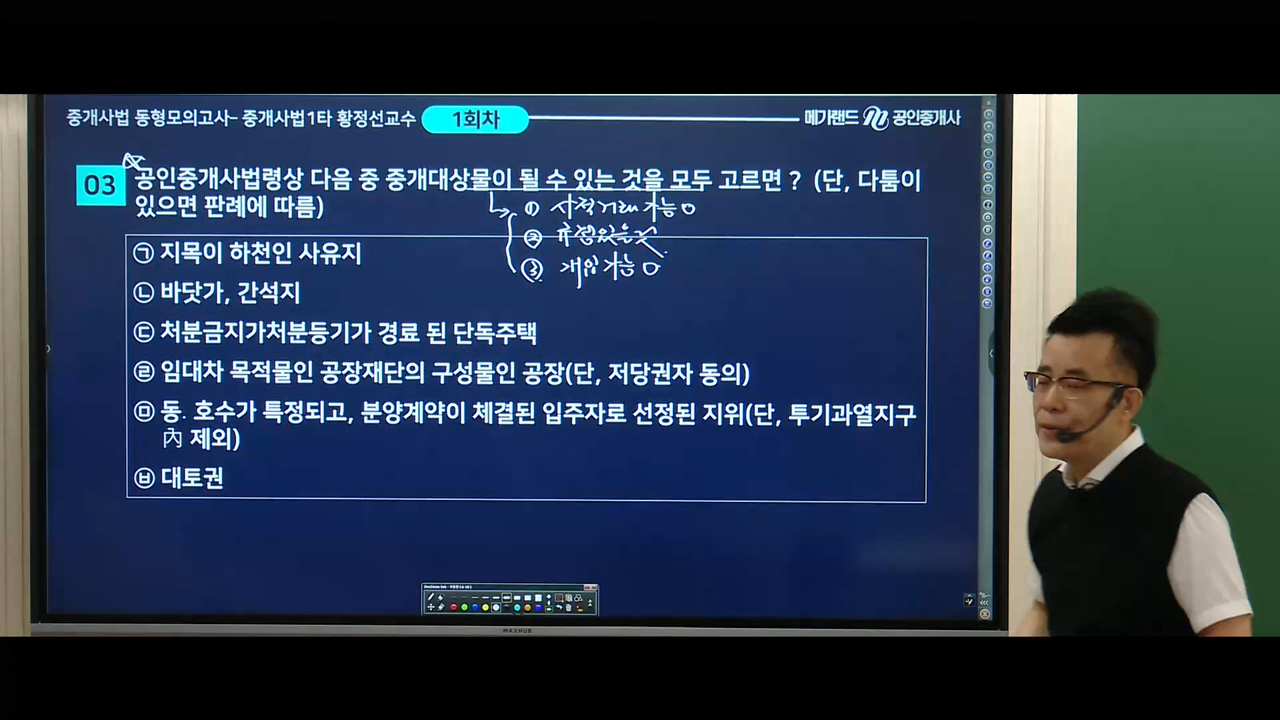 중개사법 동형모의고사- 중개사법1타 황정선교수 1회차 메가랜드 공인중개사
03 공인중개사법령상 다음 중 중개대상물이 될 수 있는 것을 모두 고르면 ? (단, 다툼이
있으면 판례에 따름)
① 사적거래 가능 O
②
㉠ 지목이 하천인 사유지
③ 개입 가능 O
㉡ 바닷가, 간석지
㉢ 처분금지가처분등기가 경료 된 단독주택
㉣ 임대차 목적물인 공장재단의 구성물인 공장(단, 저당권자 동의)
㉤ 동. 호수가 특정되고, 분양계약이 체결된 입주자로 선정된 지위(단, 투기과열지구
內 제외)
㉥ 대토권
MAXHUB